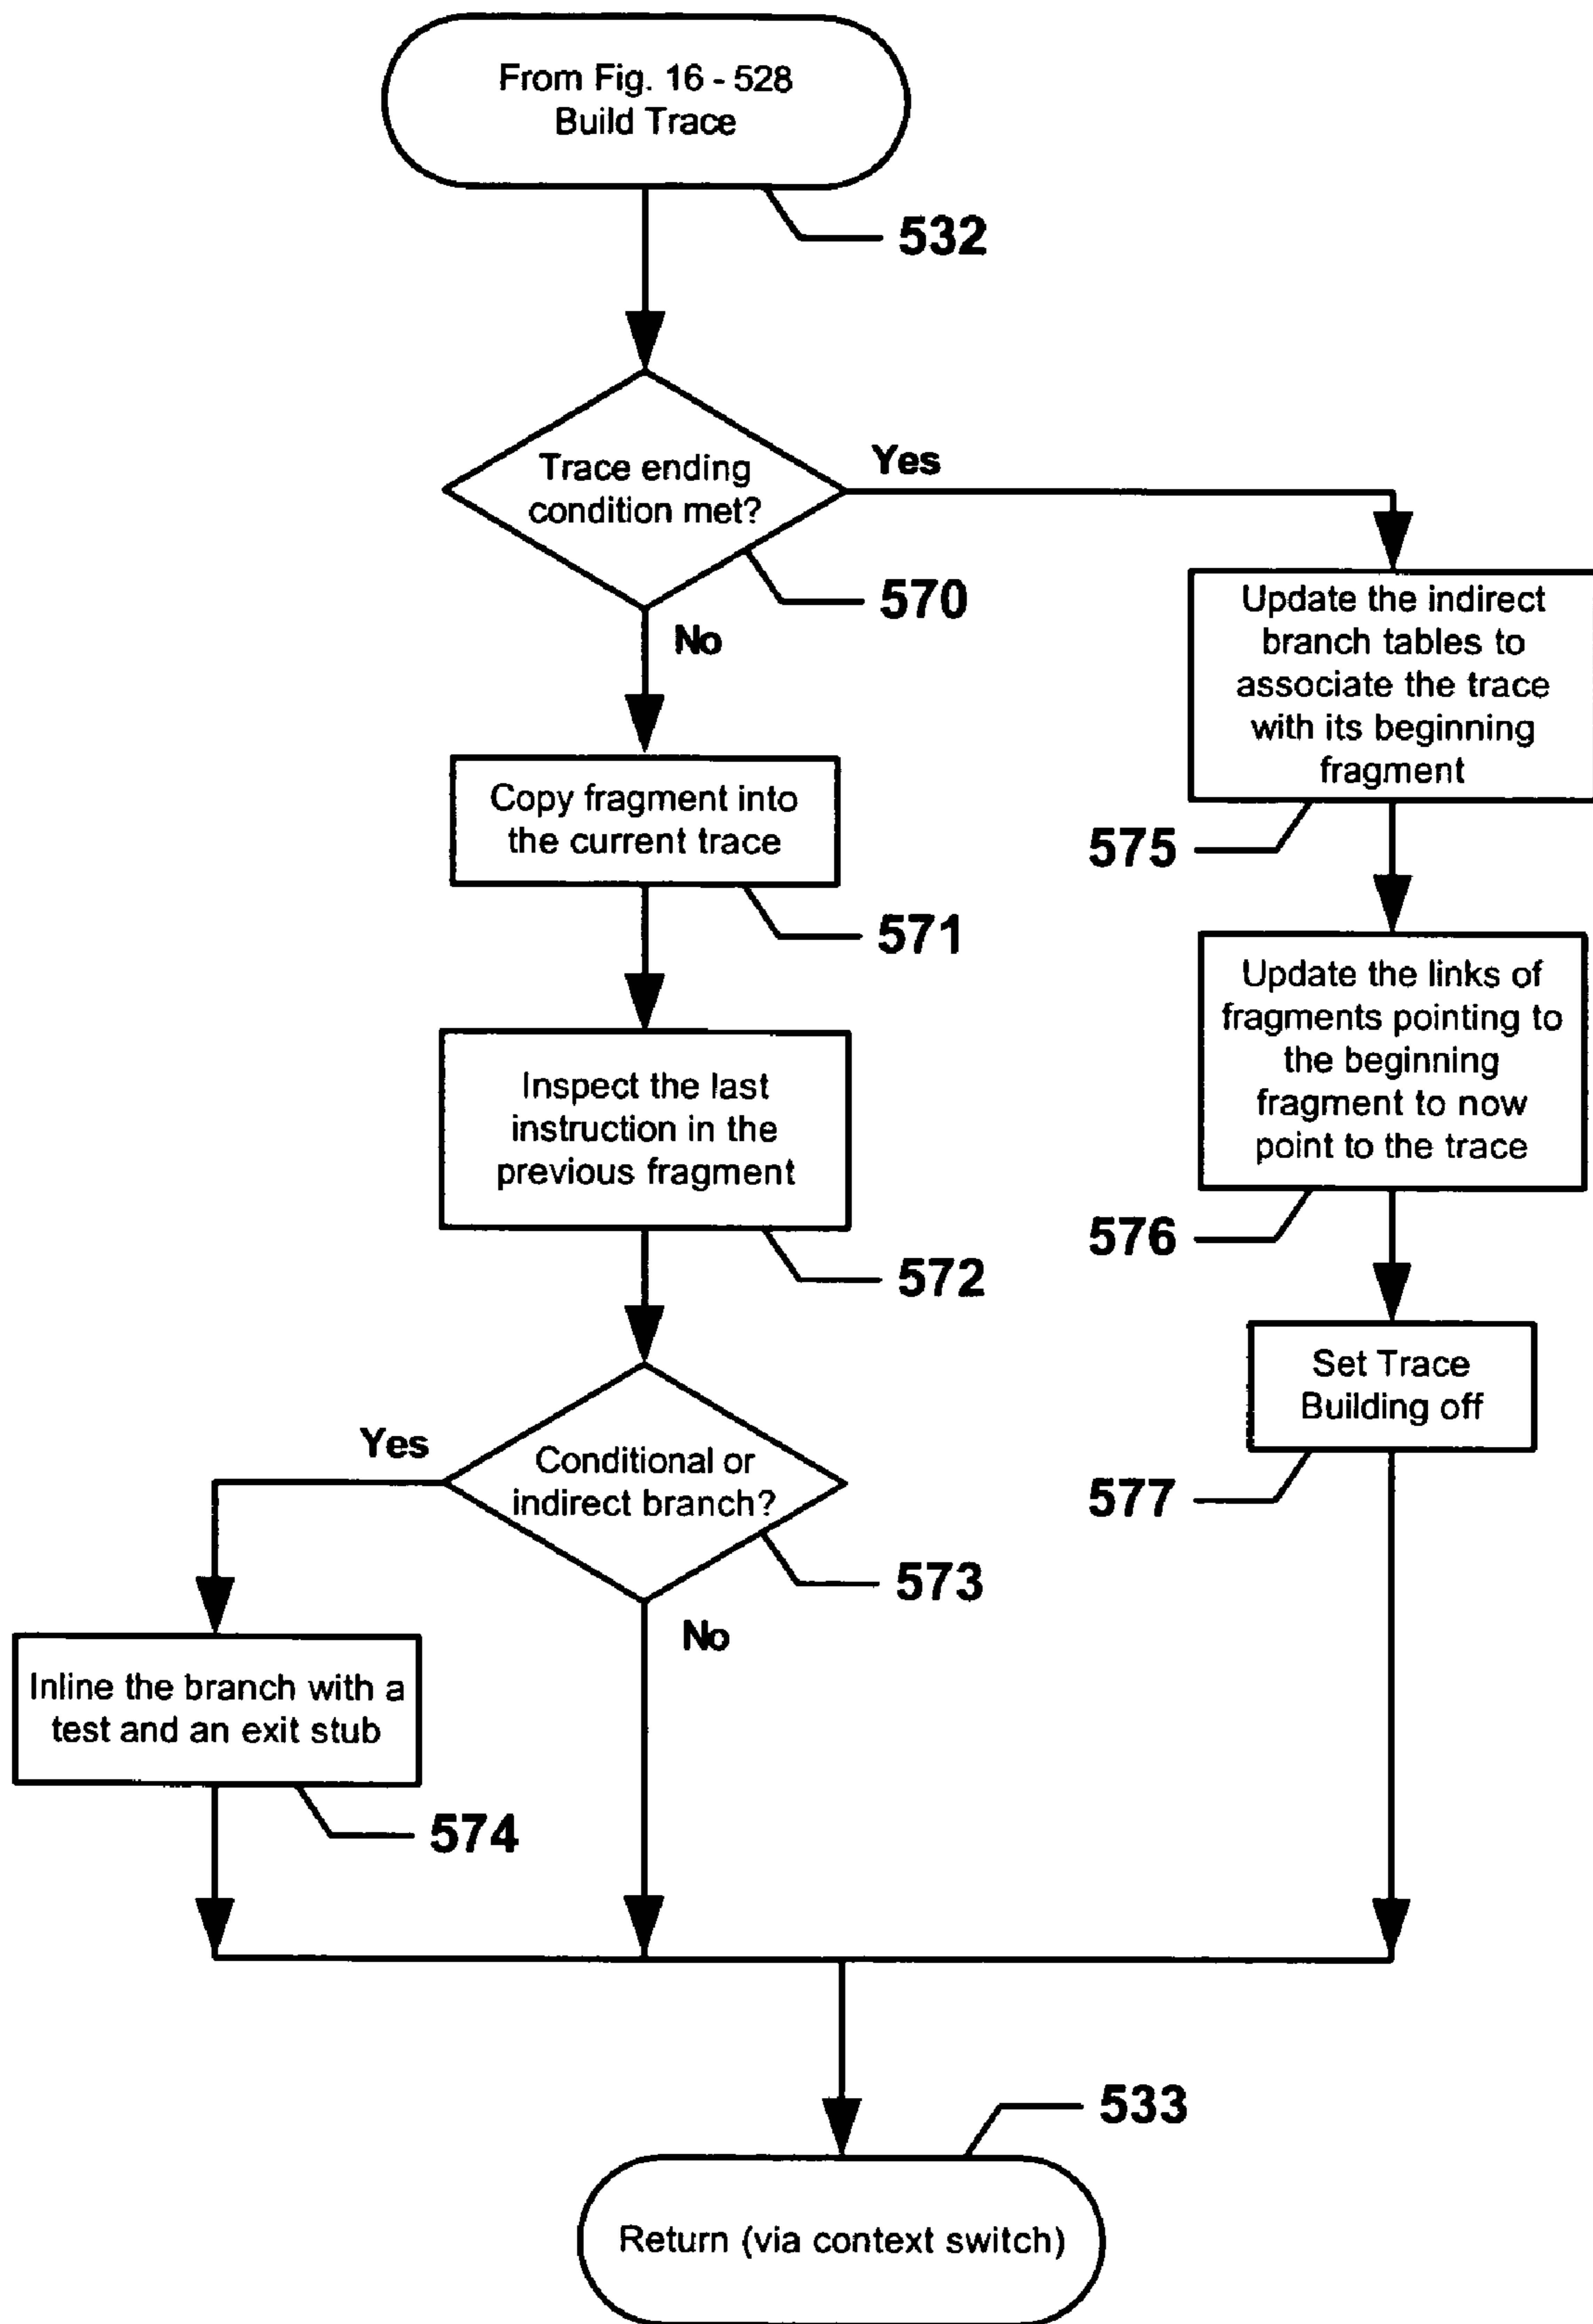 From Fig. 16 - 528
Build Trace
532
Trace ending
condition met?
Yes
570
No
Copy fragment into
the current trace
571
Inspect the last
instruction in the
previous fragment
572
Conditional or
indirect branch?
Yes
573
No
Inline the branch with a
test and an exit stub
574
Update the indirect
branch tables to
associate the trace
with its beginning
fragment
575
Update the links of
fragments pointing to
the beginning
fragment to now
point to the trace
576
Set Trace
Building off
577
533
Return (via context switch)